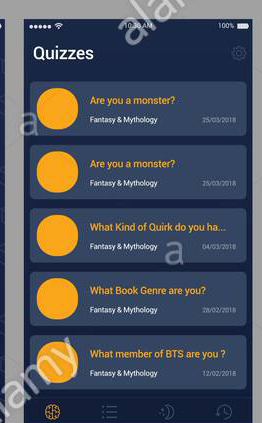 10:30 AM
100%
Quizzes
Are you a monster?
Fantasy & Mythology
25/03/2018
Are you a monster?
Fantasy & Mythology
25/03/2018
What Kind of Quirk do you ha...
Fantasy & Mythology
04/03/2018
What Book Genre are you?
Fantasy & Mythology
28/02/2018
What member of BTS are you ?
Fantasy & Mythology
12/02/2018
a
a
alamy